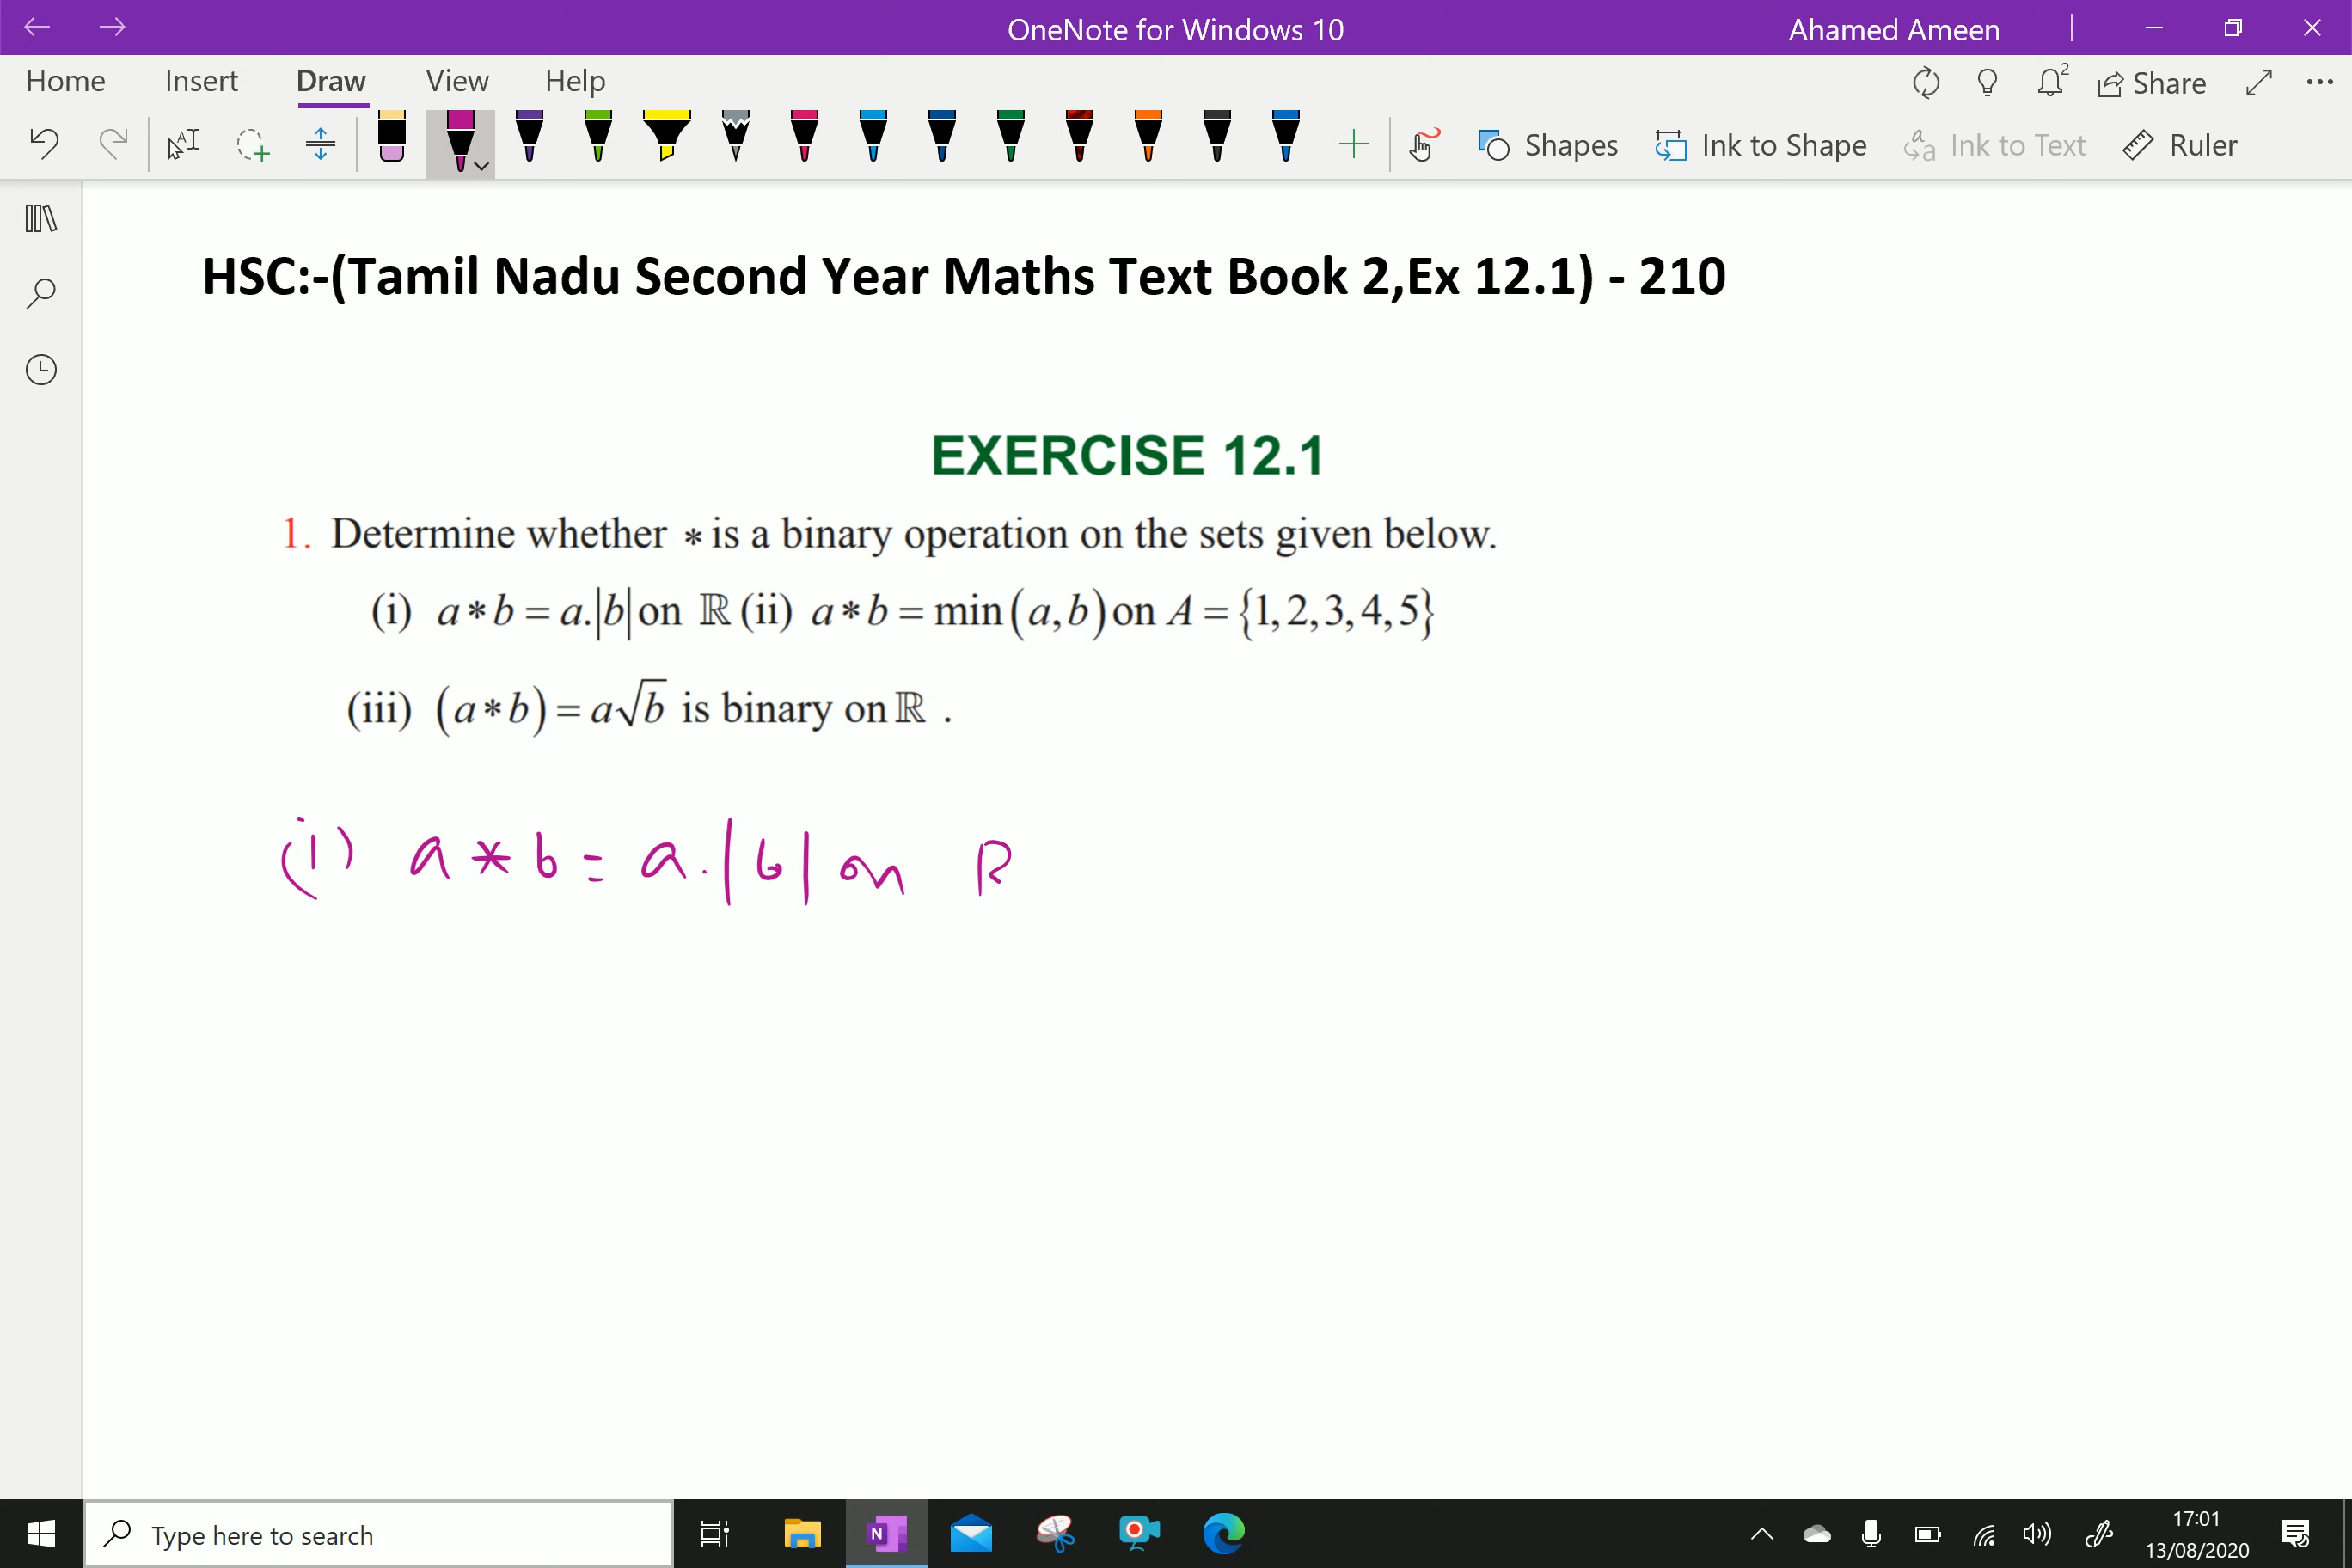 OneNote for Windows 10
Ahamed Ameen
Home Insert Draw View Help
2 Share
Shapes Ink to Shape Ink to Text Ruler
HSC:-(Tamil Nadu Second Year Maths Text Book 2,Ex 12.1) - 210
EXERCISE 12.1
1. Determine whether * is a binary operation on the sets given below.
(i) a*b = a.|b| on ℝ (ii) a*b = min(a,b) on A = {1,2,3,4,5}
(iii) (a*b) = a√b is binary on ℝ .
(i) a * b = a.|b| on R
Type here to search
17:01
13/08/2020